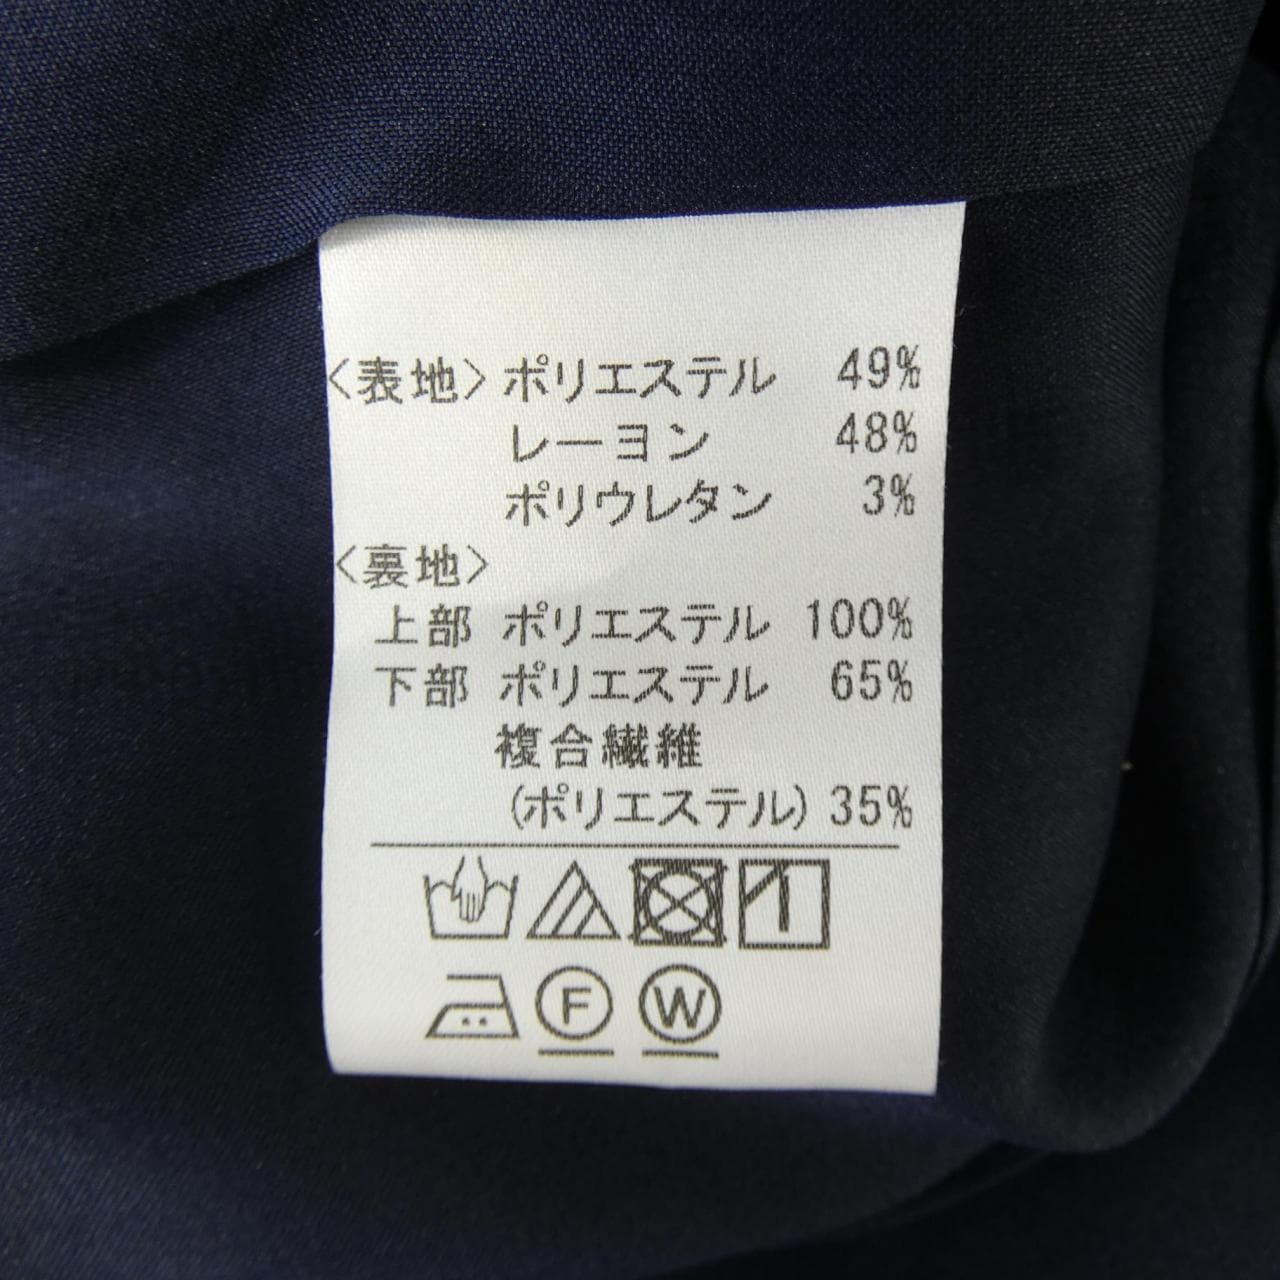 〈表地〉ポリエステル 49%
レーヨン 48%
ポリウレタン 3%
〈裏地〉
上部 ポリエステル 100%
下部 ポリエステル 65%
複合繊維
(ポリエステル) 35%
F W